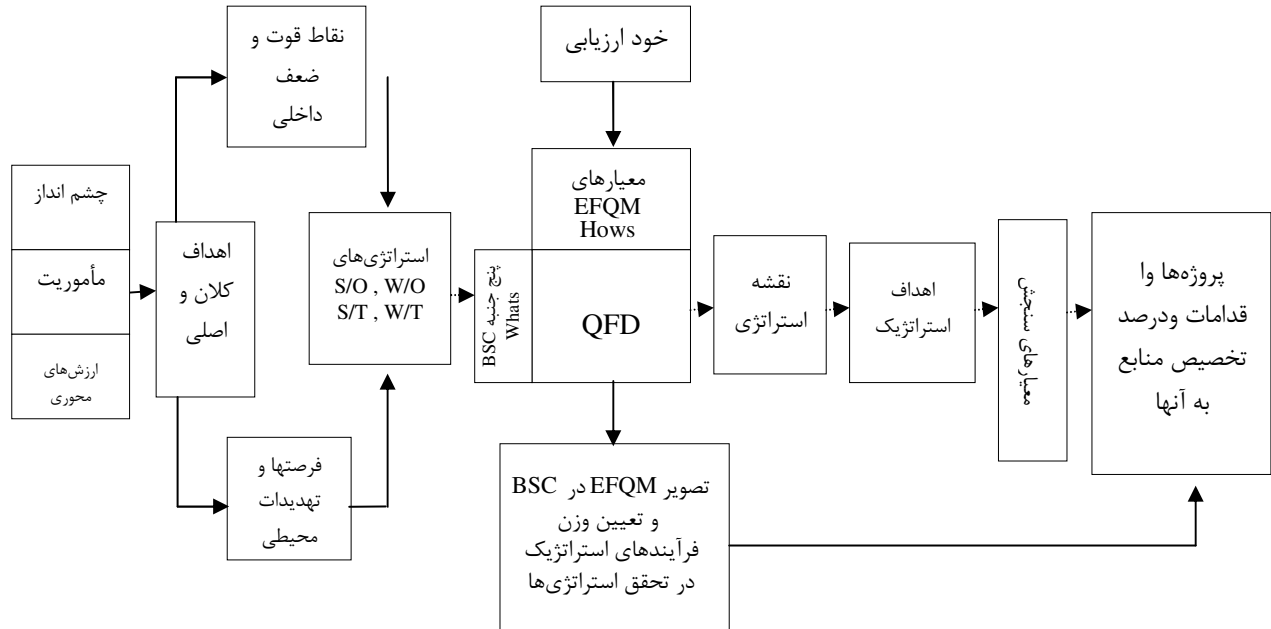 چشم انداز
مأموریت
ارزش‌های
محوری
اهداف
کلان و
اصلی
نقاط قوت و
ضعف
داخلی
فرصتها و
تهدیدات
محیطی
استراتژی‌های
S/O , W/O
S/T , W/T
خود ارزیابی
معیارهای
EFQM
Hows
پنج جنبه BSC
Whats
QFD
تصویر EFQM در BSC
و تعیین وزن
فرآیندهای استراتژیک
در تحقق استراتژی‌ها
نقشه
استراتژی
اهداف
استراتژیک
معیارهای سنجش
پروژه‌ها وا
قدامات ودرصد
تخصیص منابع
به آنها